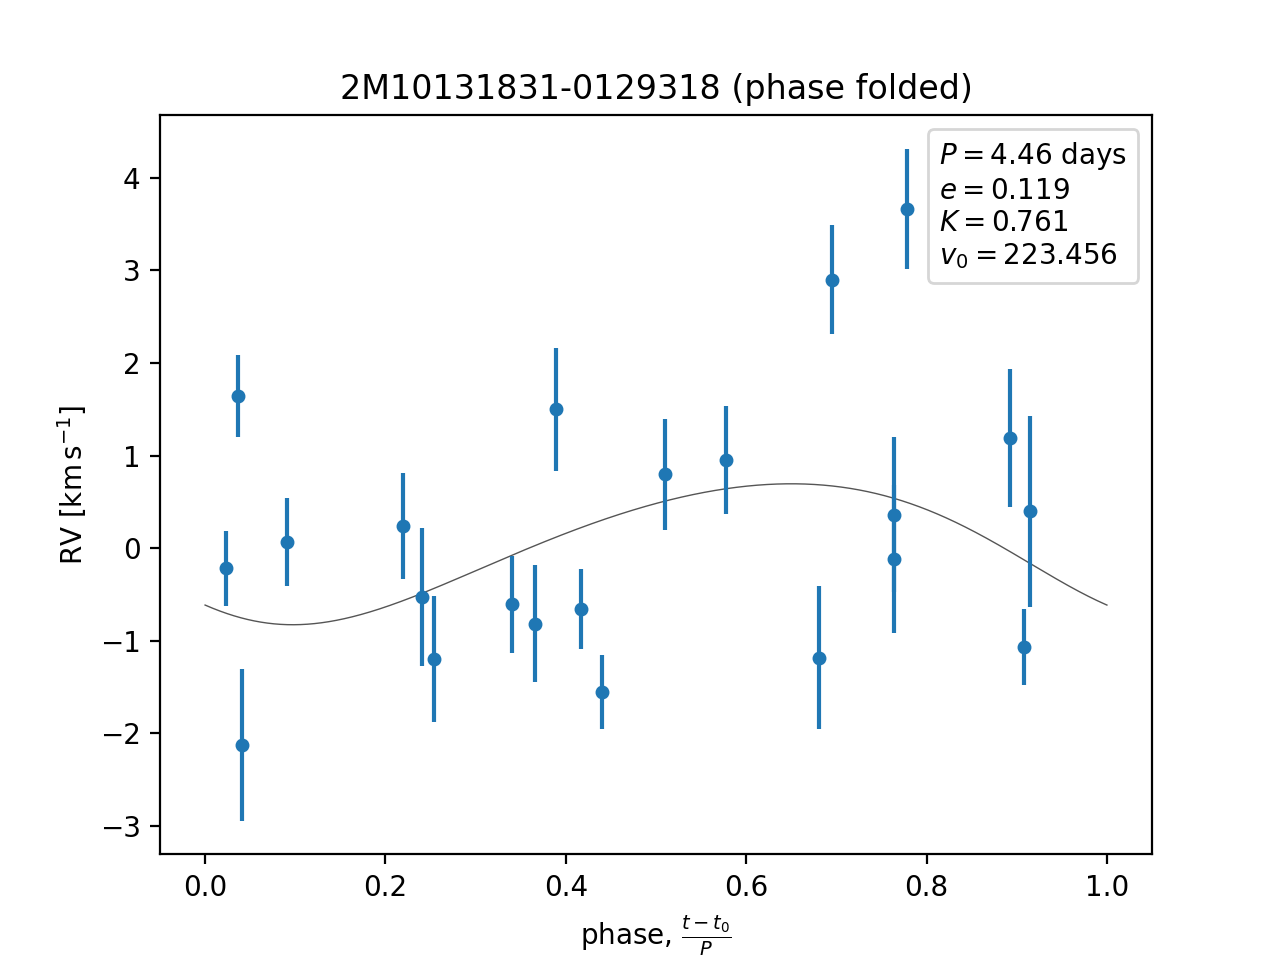 2M10131831-0129318 (phase folded)
P = 4.46 days
e = 0.119
K = 0.761
v₀ = 223.456
4
3
2
1
0
−1
−2
−3
RV [km s⁻¹]
0.0 0.2 0.4 0.6 0.8 1.0
phase, (t − t₀)/P